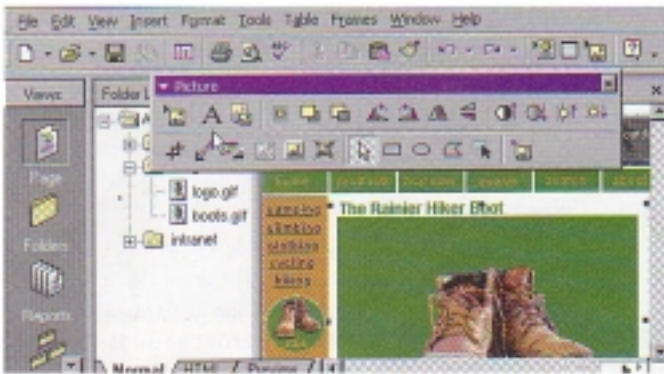 File Edit View Insert Format Tools Table Frames Window Help
Views
Folder L
Picture
A
Page
logo.gif
boots.gif
intranet
Folders
Reports
camping
climbing
clothing
cycling
hiking
The Rainier Hiker Boot
Normal HTML Preview